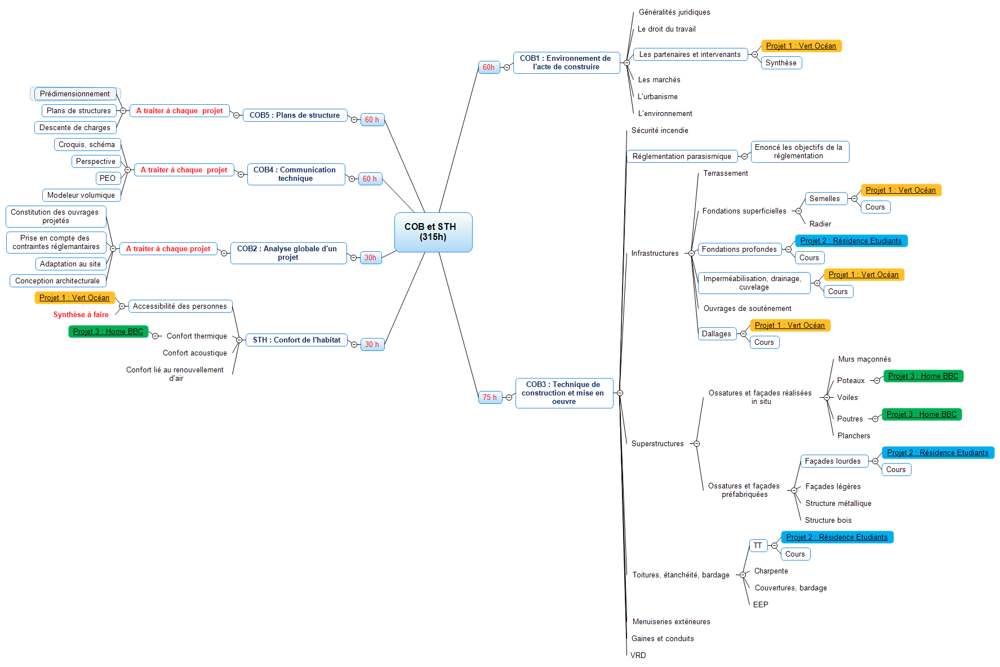 COB et STH
(315h)
60h
COB1 : Environnement de
l'acte de construire
Généralités juridiques
Le droit du travail
Les partenaires et intervenants
Projet 1 : Vert Océan
Synthèse
Les marchés
L'urbanisme
L'environnement
75 h
COB3 : Technique de
construction et mise en
oeuvre
Sécurité incendie
Réglementation parasismique
Enoncé les objectifs de la
réglementation
Infrastructures
Terrassement
Fondations superficielles
Semelles
Projet 1 : Vert Océan
Cours
Radier
Fondations profondes
Projet 2 : Résidence Etudiants
Cours
Imperméabilisation, drainage,
cuvelage
Projet 1 : Vert Océan
Cours
Ouvrages de soutènement
Dallages
Projet 1 : Vert Océan
Cours
Superstructures
Ossatures et façades réalisées
in situ
Murs maçonnés
Poteaux
Projet 3 : Home BBC
Voiles
Poutres
Projet 3 : Home BBC
Planchers
Ossatures et façades
préfabriquées
Façades lourdes
Projet 2 : Résidence Etudiants
Cours
Façades légères
Structure métallique
Structure bois
Toitures, étanchéité, bardage
TT
Projet 2 : Résidence Etudiants
Cours
Charpente
Couvertures, bardage
EEP
Menuiseries extérieures
Gaines et conduits
VRD
60 h
COB5 : Plans de structure
A traiter à chaque  projet
Prédimensionnement
Plans de structures
Descente de charges
60 h
COB4 : Communication
technique
A traiter à chaque  projet
Croquis, schéma
Perspective
PEO
Modeleur volumique
30h
COB2 : Analyse globale d'un
projet
A traiter à chaque projet
Constitution des ouvrages
projetés
Prise en compte des
contraintes réglemantaires
Adaptation au site
Conception architecturale
30 h
STH : Confort de l'habitat
Accessibilité des personnes
Projet 1 : Vert Océan
Synthèse à faire
Confort thermique
Projet 3 : Home BBC
Confort acoustique
Confort lié au renouvellement
d'air